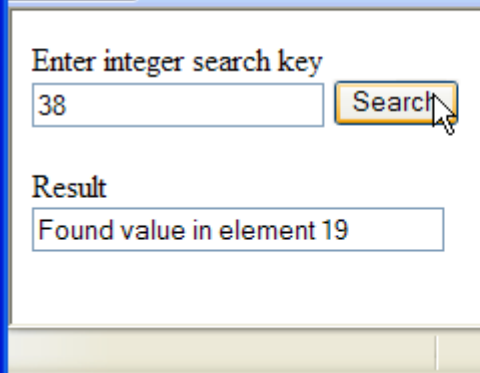 Enter integer search key
38 Search
Result
Found value in element 19